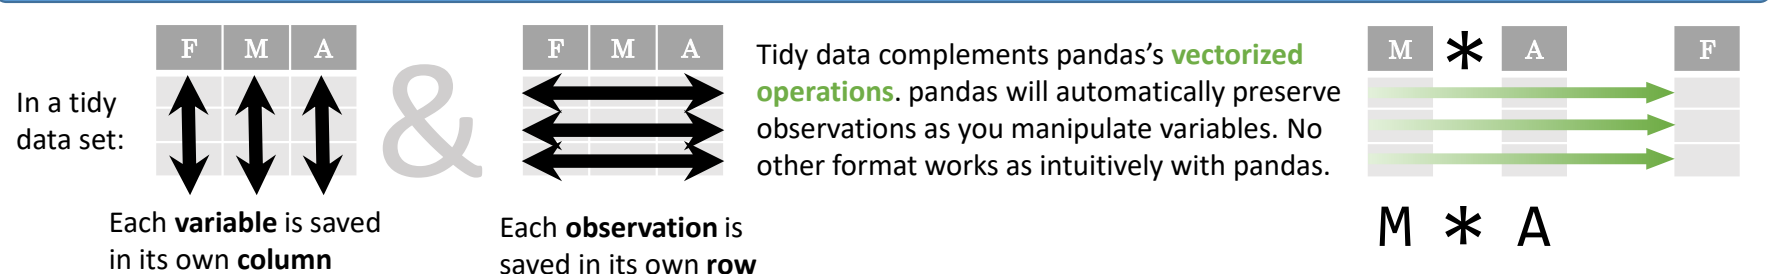 F M A
In a tidy
data set:
&
Each variable is saved
in its own column
F M A
Each observation is
saved in its own row
Tidy data complements pandas’s vectorized
operations. pandas will automatically preserve
observations as you manipulate variables. No
other format works as intuitively with pandas.
M * A F
M * A